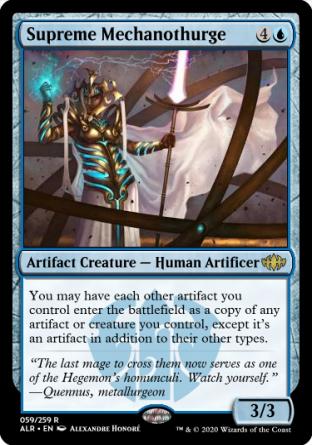 Supreme Mechanothurge 4
Artifact Creature — Human Artificer
You may have each other artifact you
control enter the battlefield as a copy of any
artifact or creature you control, except it's
an artifact in addition to their other types.
"The last mage to cross them now serves as one
of the Hegemon's homunculi. Watch yourself."
—Quennus, metallurgeon
3/3
059/259 R
ALR • EN ALEXANDRE HONORÉ
™ & © 2020 Wizards of the Coast